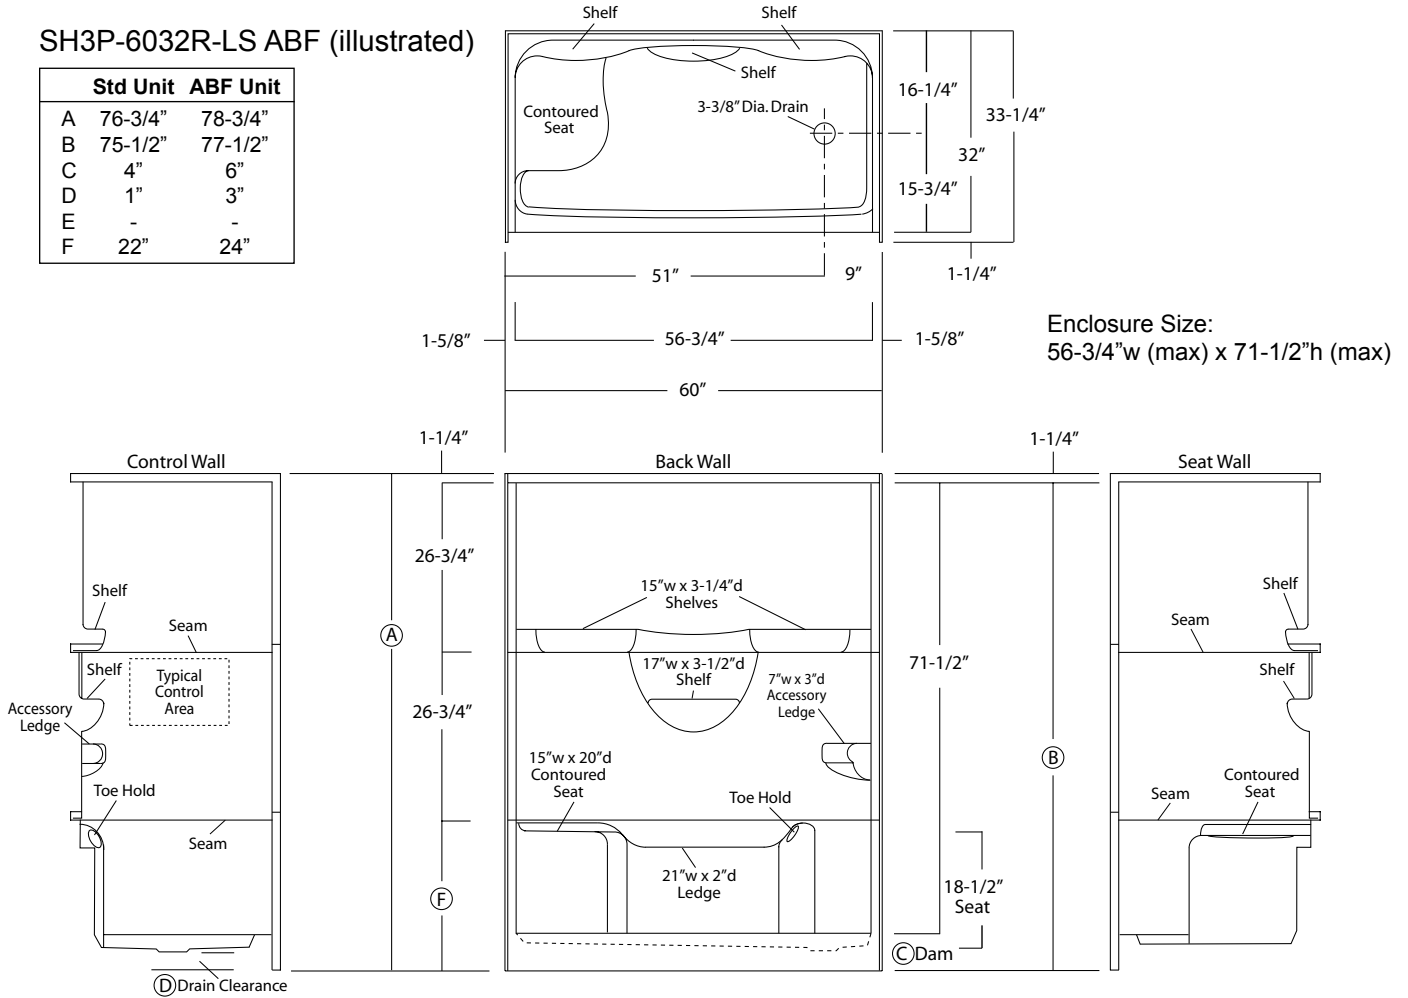 SH3P-6032R-LS ABF (illustrated)
Std Unit ABF Unit
A 76-3/4” 78-3/4”
B 75-1/2” 77-1/2”
C 4” 6”
D 1” 3”
E - -
F 22” 24”
Shelf
Shelf
Shelf
Contoured
Seat
3-3/8” Dia. Drain
16-1/4”
33-1/4”
32”
15-3/4”
51”
9”
1-1/4”
1-5/8”
56-3/4”
1-5/8”
60”
Enclosure Size:
56-3/4”w (max) x 71-1/2”h (max)
1-1/4”
1-1/4”
Control Wall
Back Wall
Seat Wall
Shelf
Seam
Shelf
Typical
Control
Area
Accessory
Ledge
Toe Hold
Seam
D Drain Clearance
A
26-3/4”
26-3/4”
F
15”w x 3-1/4”d
Shelves
17”w x 3-1/2”d
Shelf
7”w x 3”d
Accessory
Ledge
15”w x 20”d
Contoured
Seat
Toe Hold
21”w x 2”d
Ledge
71-1/2”
18-1/2”
Seat
C Dam
B
Shelf
Seam
Shelf
Contoured
Seat
Seam